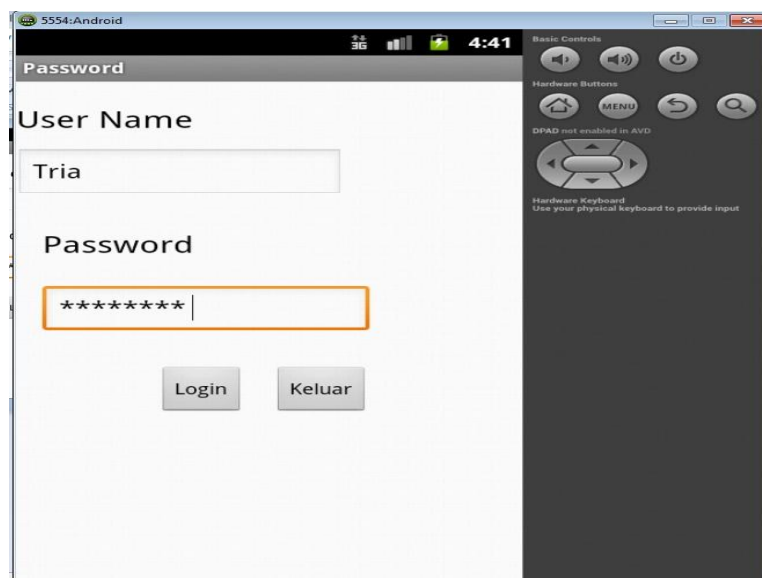 5554:Android
3G 4:41
Password
User Name
Tria
Password
********
Login Keluar
Basic Controls
Hardware Buttons
MENU
DPAD not enabled in AVD
Hardware Keyboard
Use your physical keyboard to provide input